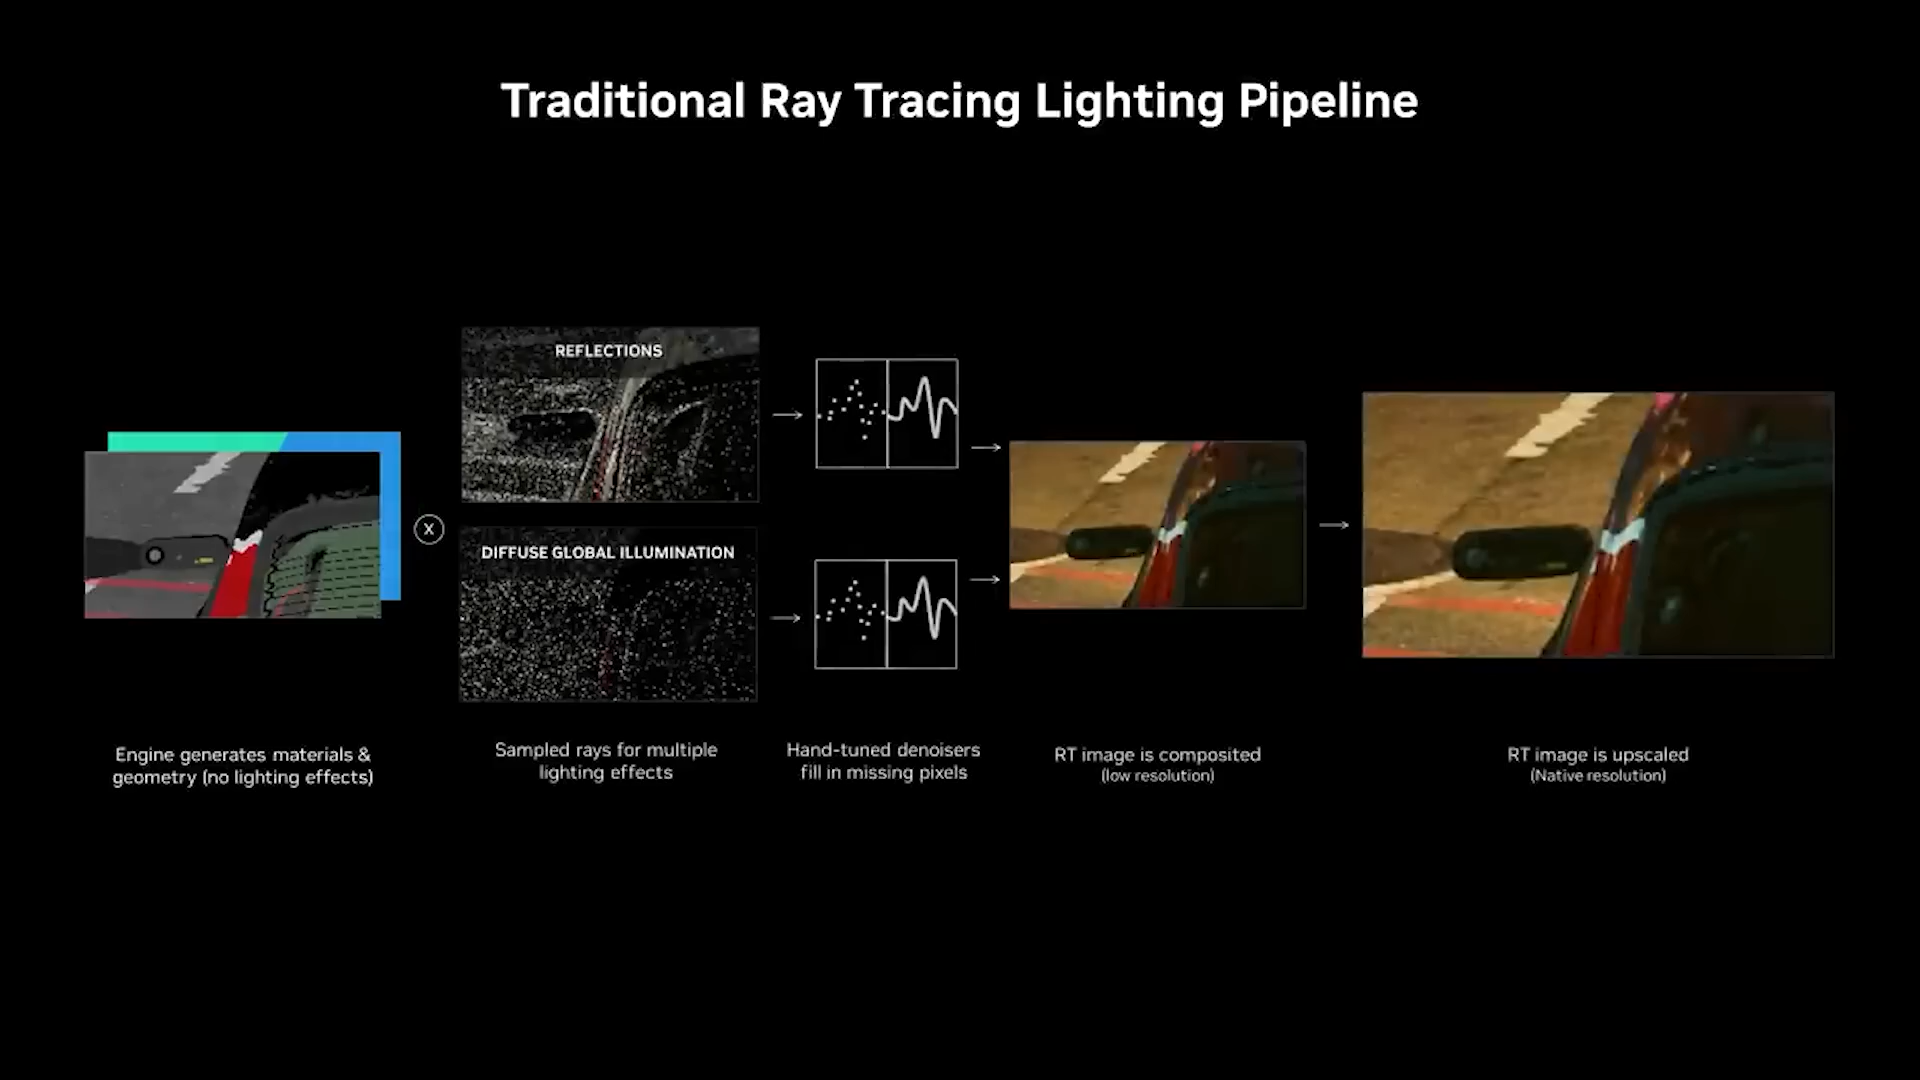 Traditional Ray Tracing Lighting Pipeline
REFLECTIONS
DIFFUSE GLOBAL ILLUMINATION
X
Engine generates materials &
geometry (no lighting effects)
Sampled rays for multiple
lighting effects
Hand-tuned denoisers
fill in missing pixels
RT image is composited
(low resolution)
RT image is upscaled
(Native resolution)